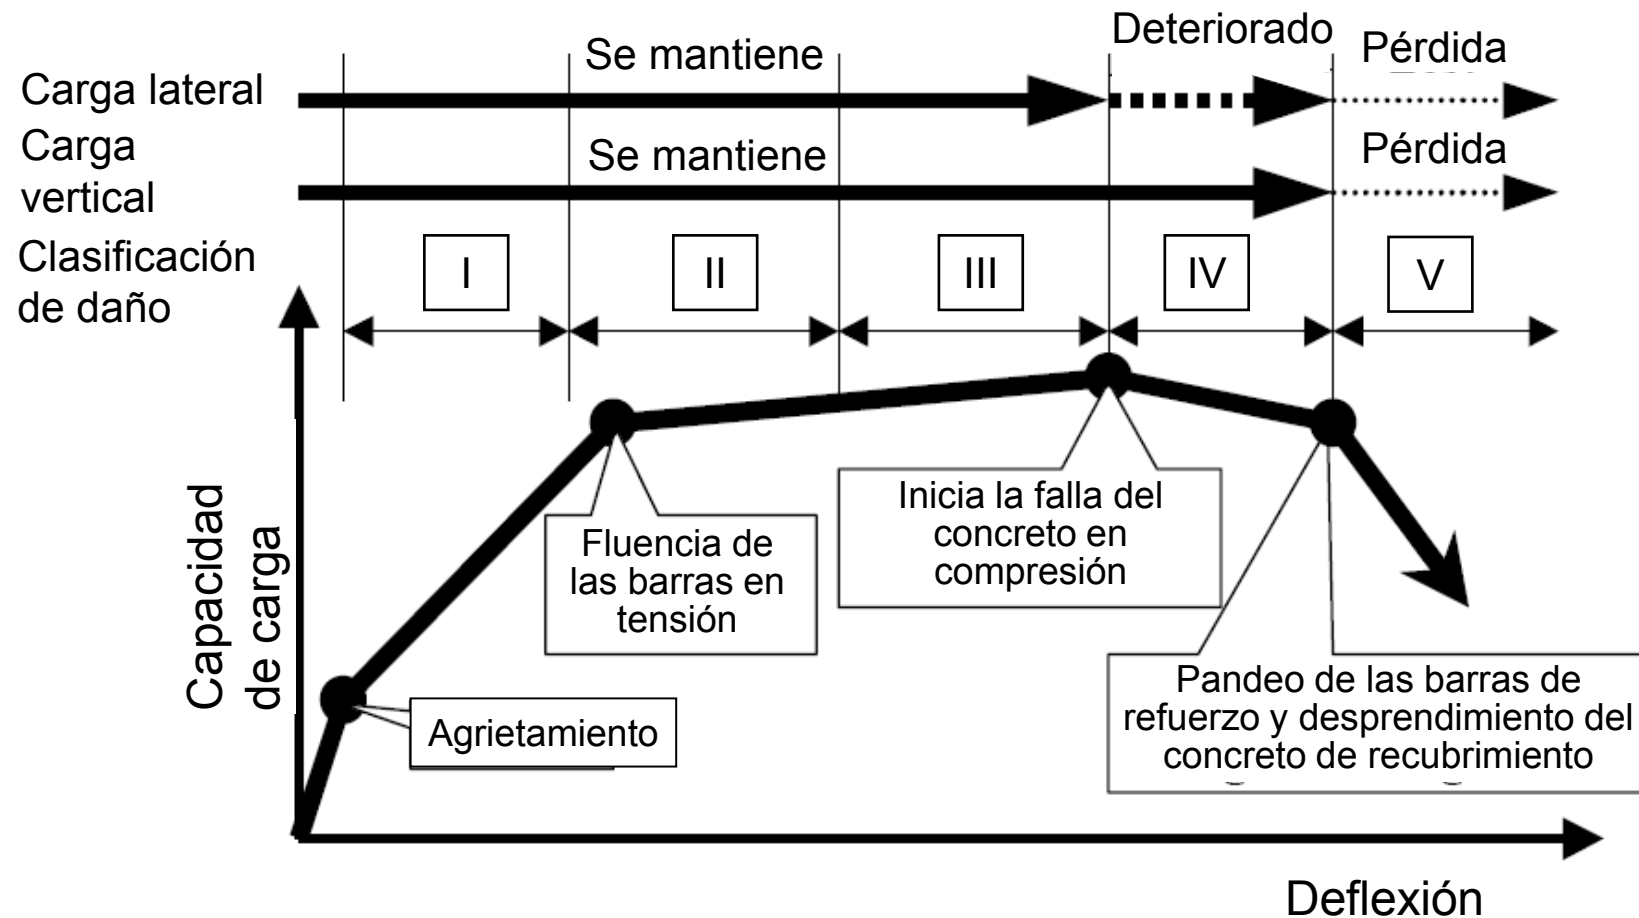 Deteriorado
Se mantiene
Pérdida
Carga lateral
Carga
vertical
Se mantiene
Pérdida
Clasificación
de daño
I
II
III
IV
V
Capacidad
de carga
Fluencia de
las barras en
tensión
Inicia la falla del
concreto en
compresión
Agrietamiento
Pandeo de las barras de
refuerzo y desprendimiento del
concreto de recubrimiento
Deflexión